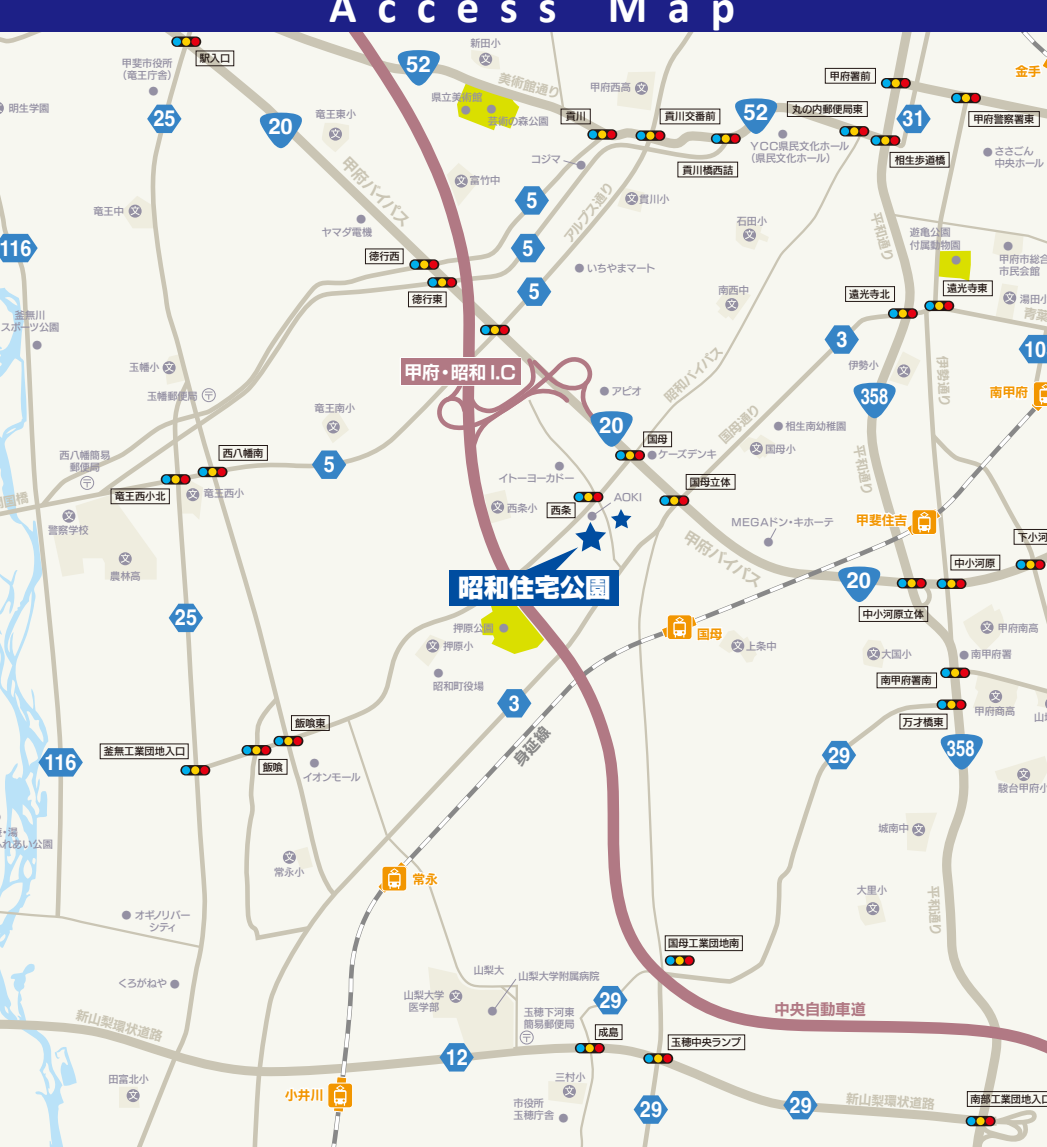 Access Map
新田小
52
駅入口
甲斐市役所
(竜王庁舎)
美術館通り
甲府西高
甲府署前
金手
県立美術館
芸術の森公園
貢川
貢川交番前
52
丸の内郵便局東
31
甲府警察署東
明生学園
25
20
竜王東小
YCC県民文化ホール
(県民文化ホール)
相生歩道橋
ささごん
中央ホール
コジマ
貢川橋西詰
甲府バイパス
富竹中
5
アルプス通り
貢川小
竜王中
ヤマダ電機
石田小
平和通り
遊亀公園
付属動物園
116
徳行西
5
甲府市総合
市民会館
いちやまマート
徳行東
5
南西中
遠光寺北
遠光寺東
湯田小
青葉
釜無川
スポーツ公園
3
10
玉幡小
甲府・昭和I.C
昭和バイパス
伊勢小
伊勢通り
南甲府
玉幡郵便局
アピオ
358
竜王南小
20
国母通り
相生南幼稚園
国母
ケーズデンキ
国母小
西八幡簡易
郵便局
西八幡南
5
平和通り
イトーヨーカドー
国母立体
竜王西小北
竜王西小
西条小
西条
AOKI
MEGAドン・キホーテ
甲斐住吉
警察学校
甲府バイパス
下小河
中小河原
農林高
昭和住宅公園
20
中小河原立体
25
押原公園
国母
甲府南高
押原小
上条中
大国小
南甲府署
昭和町役場
南甲府署南
3
甲府商高
飯喰東
万才橋東
釜無工業団地入口
身延線
116
飯喰
29
358
イオンモール
駿台甲府小
れあい公園
城南中
常永小
常永
大里小
平和通り
オギノリバー
シティ
国母工業団地南
山梨大
山梨大学附属病院
くろがねや
山梨大学
医学部
29
玉穂下河東
簡易郵便局
中央自動車道
新山梨環状道路
成島
玉穂中央ランプ
12
田富北小
三村小
小井川
市役所
玉穂庁舎
29
29
新山梨環状道路
南部工業団地入口